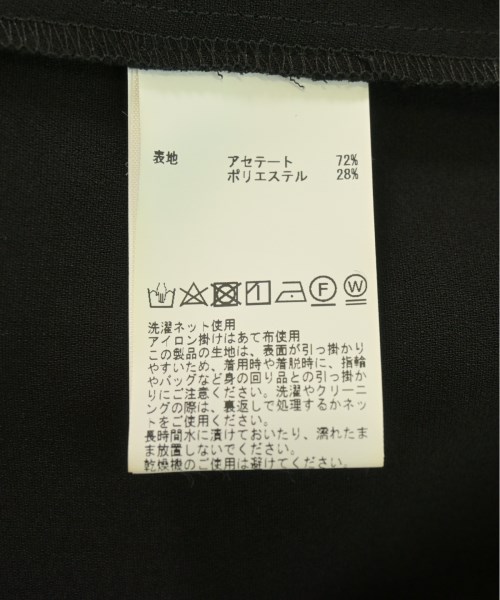 表地 アセテート 72%
ポリエステル 28%
F W
洗濯ネット使用
アイロン掛けはあて布使用
この製品の生地は、表面が引っ掛かり
やすいため、着用時や着脱時に、指輪
やバッグなど身の回り品との引っ掛か
りにご注意ください。洗濯やクリーニ
ングの際は、裏返しで処理するかネッ
トをご使用ください。
長時間水に漬けておいたり、濡れたま
ま放置しないでください。
乾燥機のご使用は避けてください。